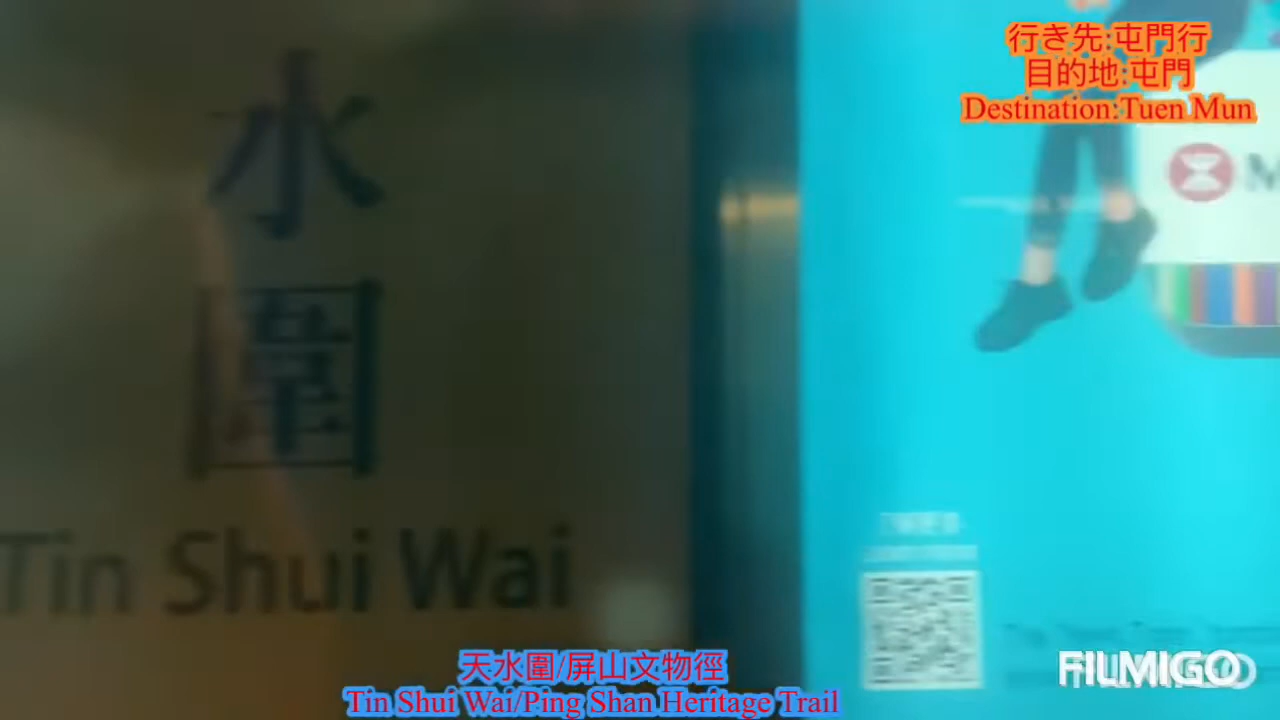 行き先:屯門行
目的地:屯門
Destination:Tuen Mun
M
水
圍
Tin Shui Wai
天水圍/屏山文物徑
Tin Shui Wai/Ping Shan Heritage Trail
FILMIGO